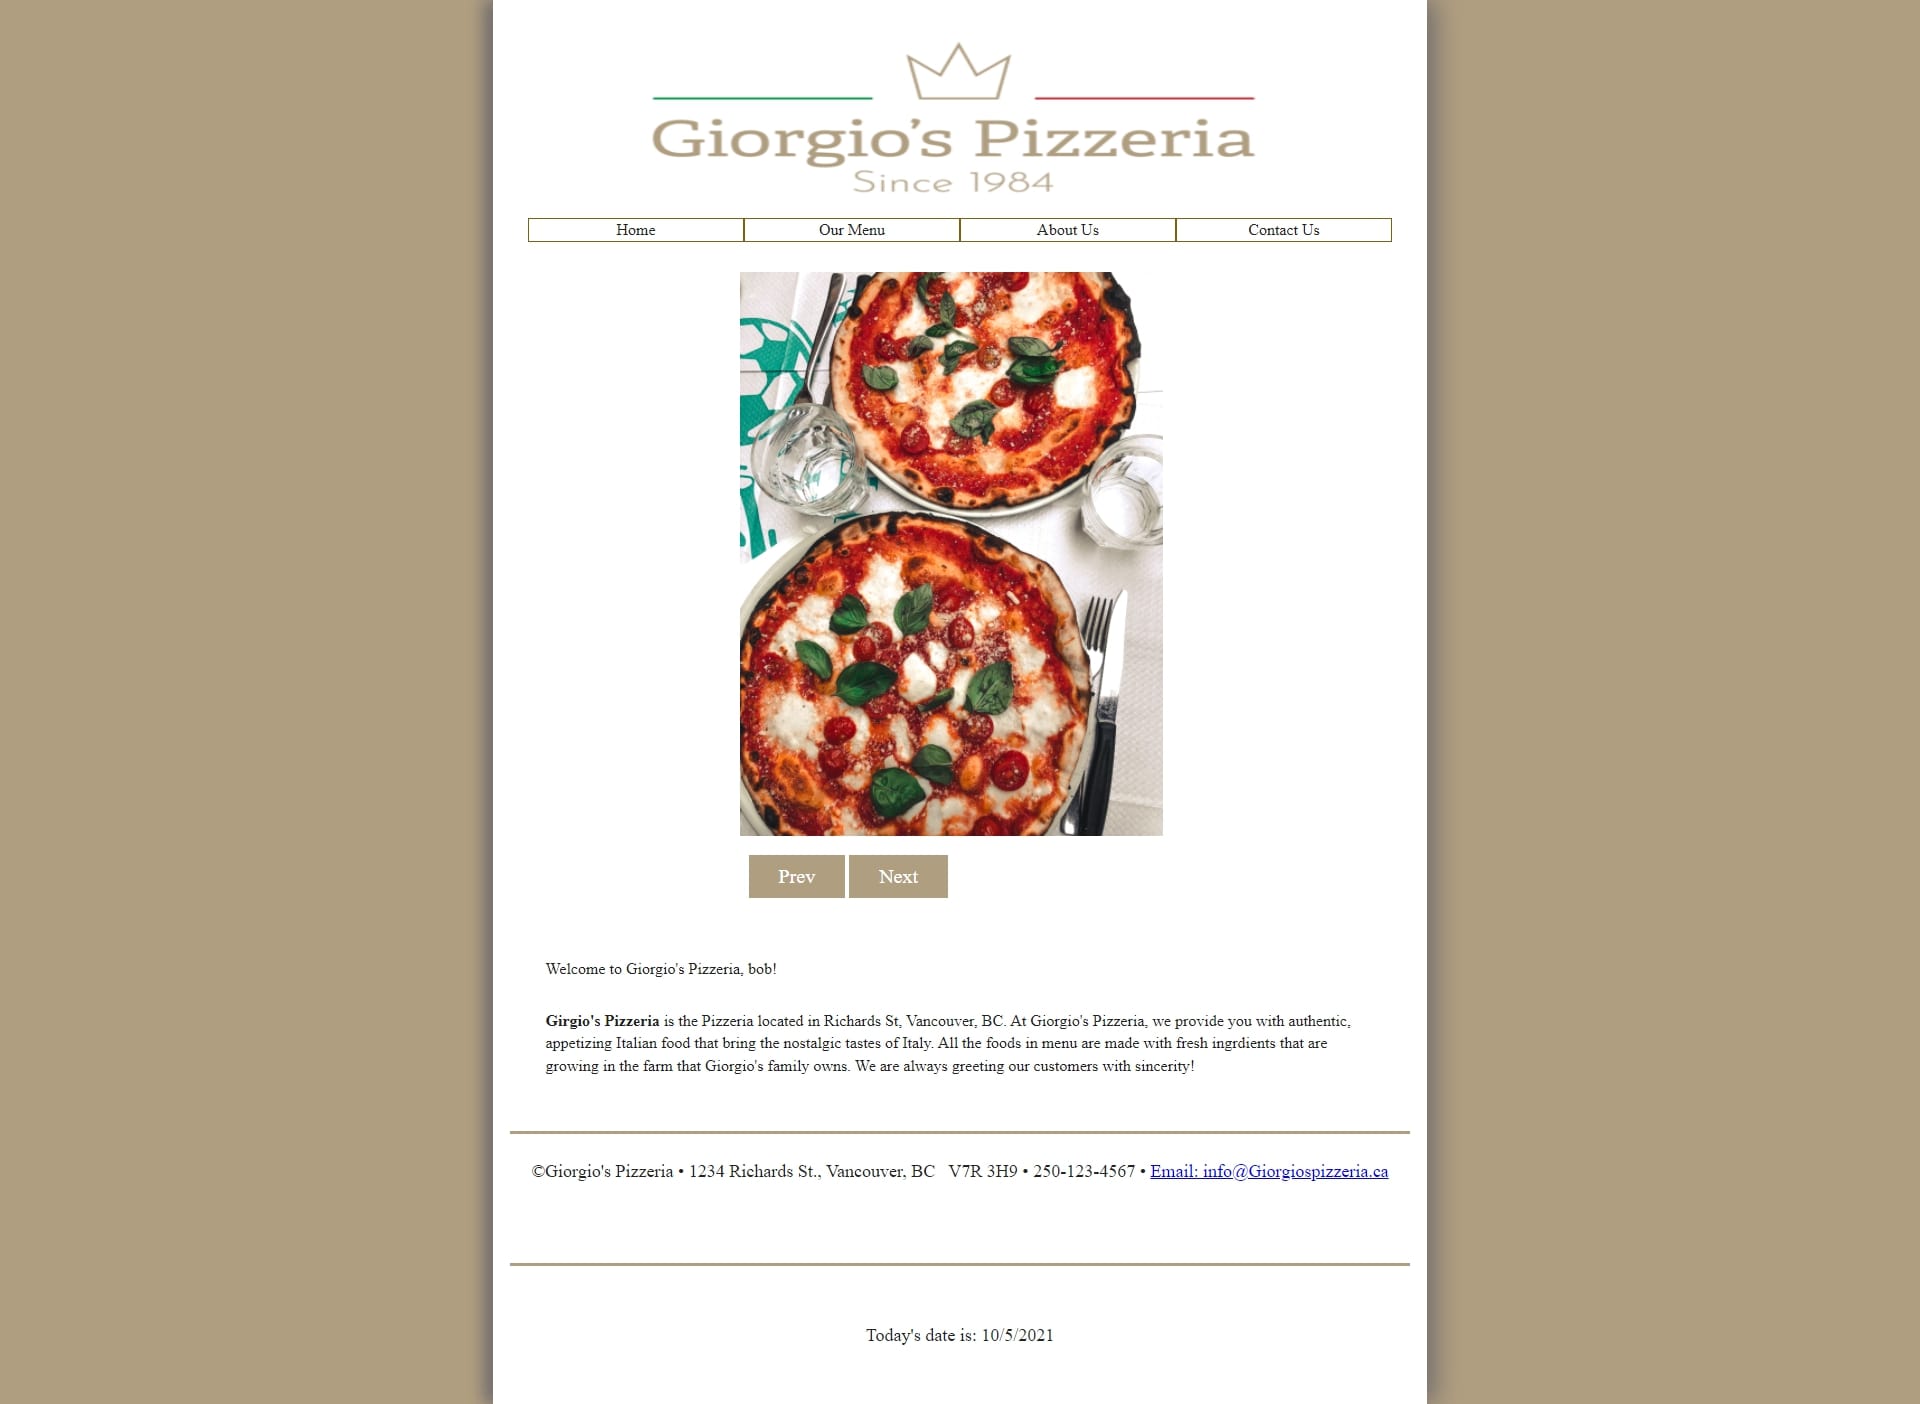 Giorgio's Pizzeria
Since 1984
Home Our Menu About Us Contact Us
Prev Next
Welcome to Giorgio's Pizzeria, bob!
Girgio's Pizzeria is the Pizzeria located in Richards St, Vancouver, BC. At Giorgio's Pizzeria, we provide you with authentic,
appetizing Italian food that bring the nostalgic tastes of Italy. All the foods in menu are made with fresh ingrdients that are
growing in the farm that Giorgio's family owns. We are always greeting our customers with sincerity!
©Giorgio's Pizzeria • 1234 Richards St., Vancouver, BC V7R 3H9 • 250-123-4567 • Email: info@Giorgiospizzeria.ca
Today's date is: 10/5/2021